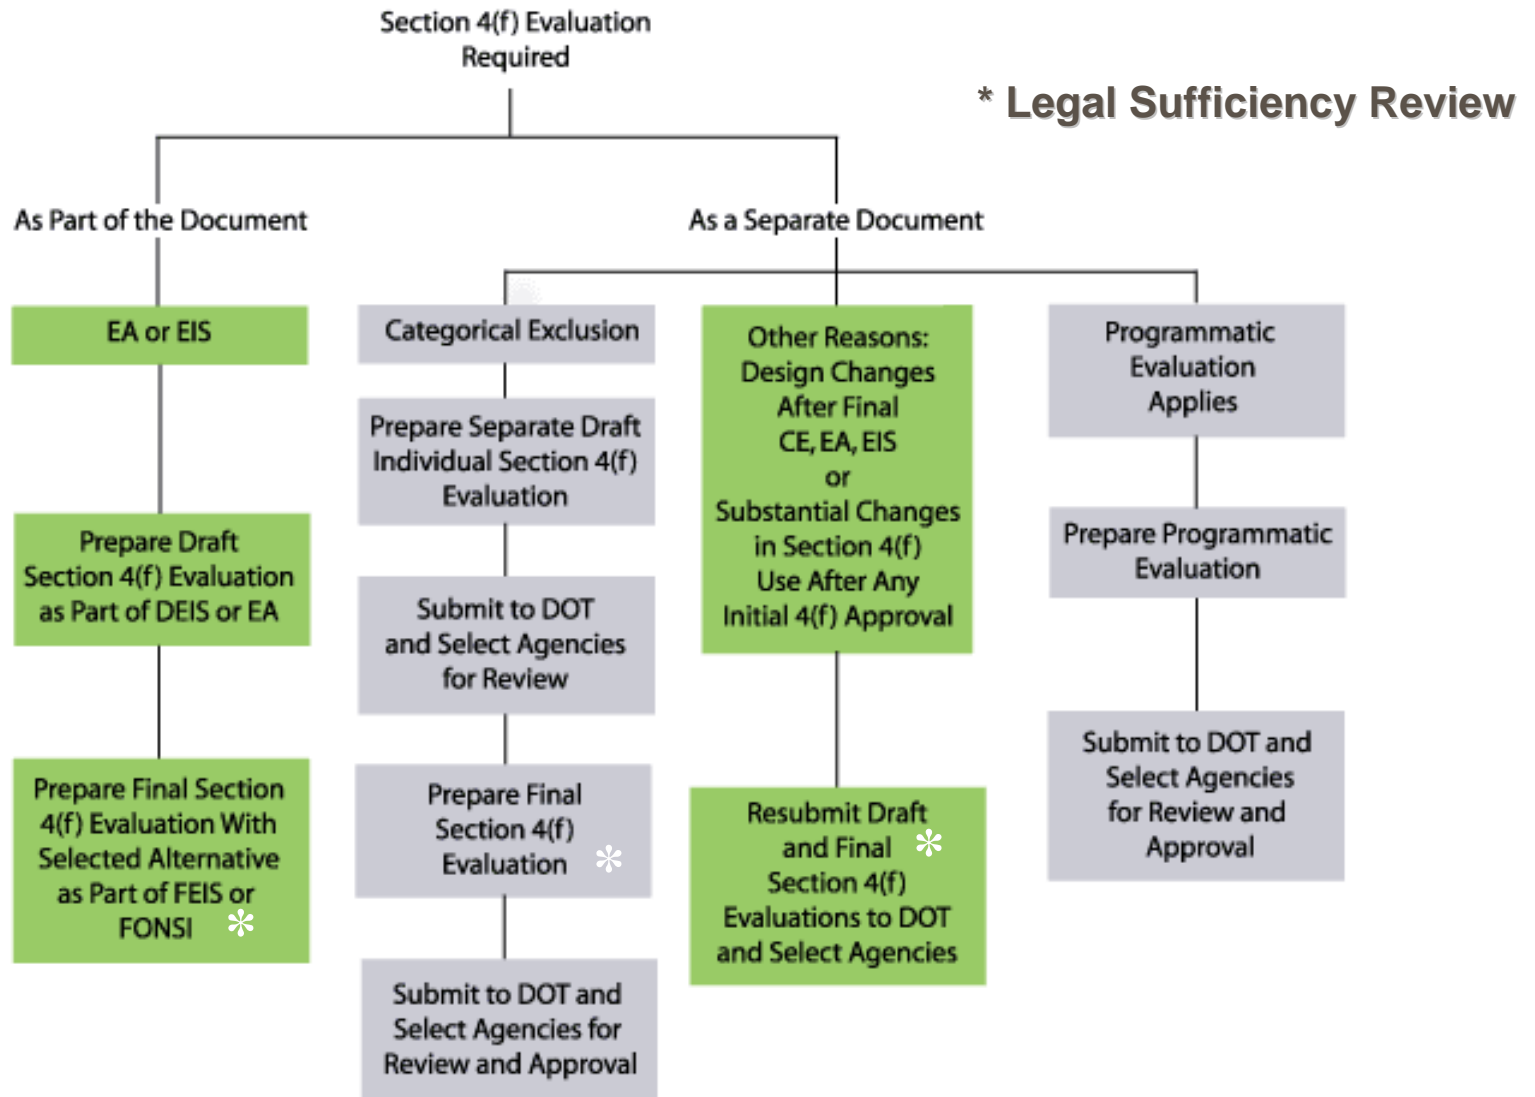 Section 4(f) Evaluation
Required
* Legal Sufficiency Review
As Part of the Document
As a Separate Document
EA or EIS
Prepare Draft
Section 4(f) Evaluation
as Part of DEIS or EA
Prepare Final Section
4(f) Evaluation With
Selected Alternative
as Part of FEIS or
FONSI *
Categorical Exclusion
Prepare Separate Draft
Individual Section 4(f)
Evaluation
Submit to DOT
and Select Agencies
for Review
Prepare Final
Section 4(f)
Evaluation *
Submit to DOT and
Select Agencies for
Review and Approval
Other Reasons:
Design Changes
After Final
CE, EA, EIS
or
Substantial Changes
in Section 4(f)
Use After Any
Initial 4(f) Approval
Resubmit Draft
and Final *
Section 4(f)
Evaluations to DOT
and Select Agencies
Programmatic
Evaluation
Applies
Prepare Programmatic
Evaluation
Submit to DOT and
Select Agencies
for Review and
Approval